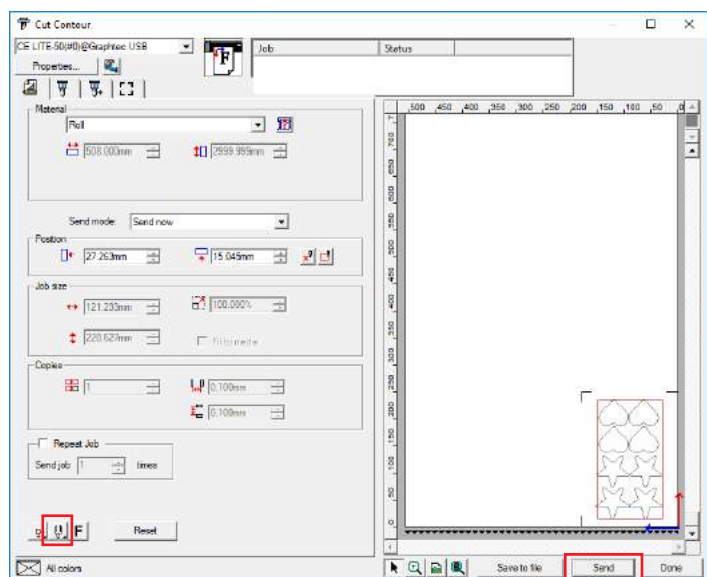 Cut Contour
CE LITE-50(#0)@Graphtec USB
Job Status
Properties...
Material
Roll
508.000mm 2999.999mm
Send mode: Send now
Position
27.263mm 15.045mm
Job size
121.233mm 100.000%
220.627mm Fit to media
Copies
1 0.100mm
0.100mm
Repeat Job
Send job 1 times
F Reset
All colors
500 450 400 350 300 250 200 150 100 50 0
700
650
600
550
500
450
400
350
300
250
200
150
100
50
0
Save to file Send Done